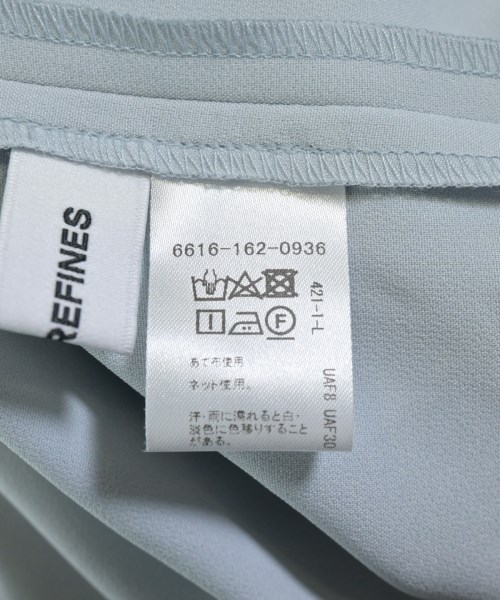 REFINES
6616-162-0936
421-1-L
あて布使用
ネット使用。
汗・雨に濡れると白・
淡色に色移りすること
がある。
UAF8 UAF30